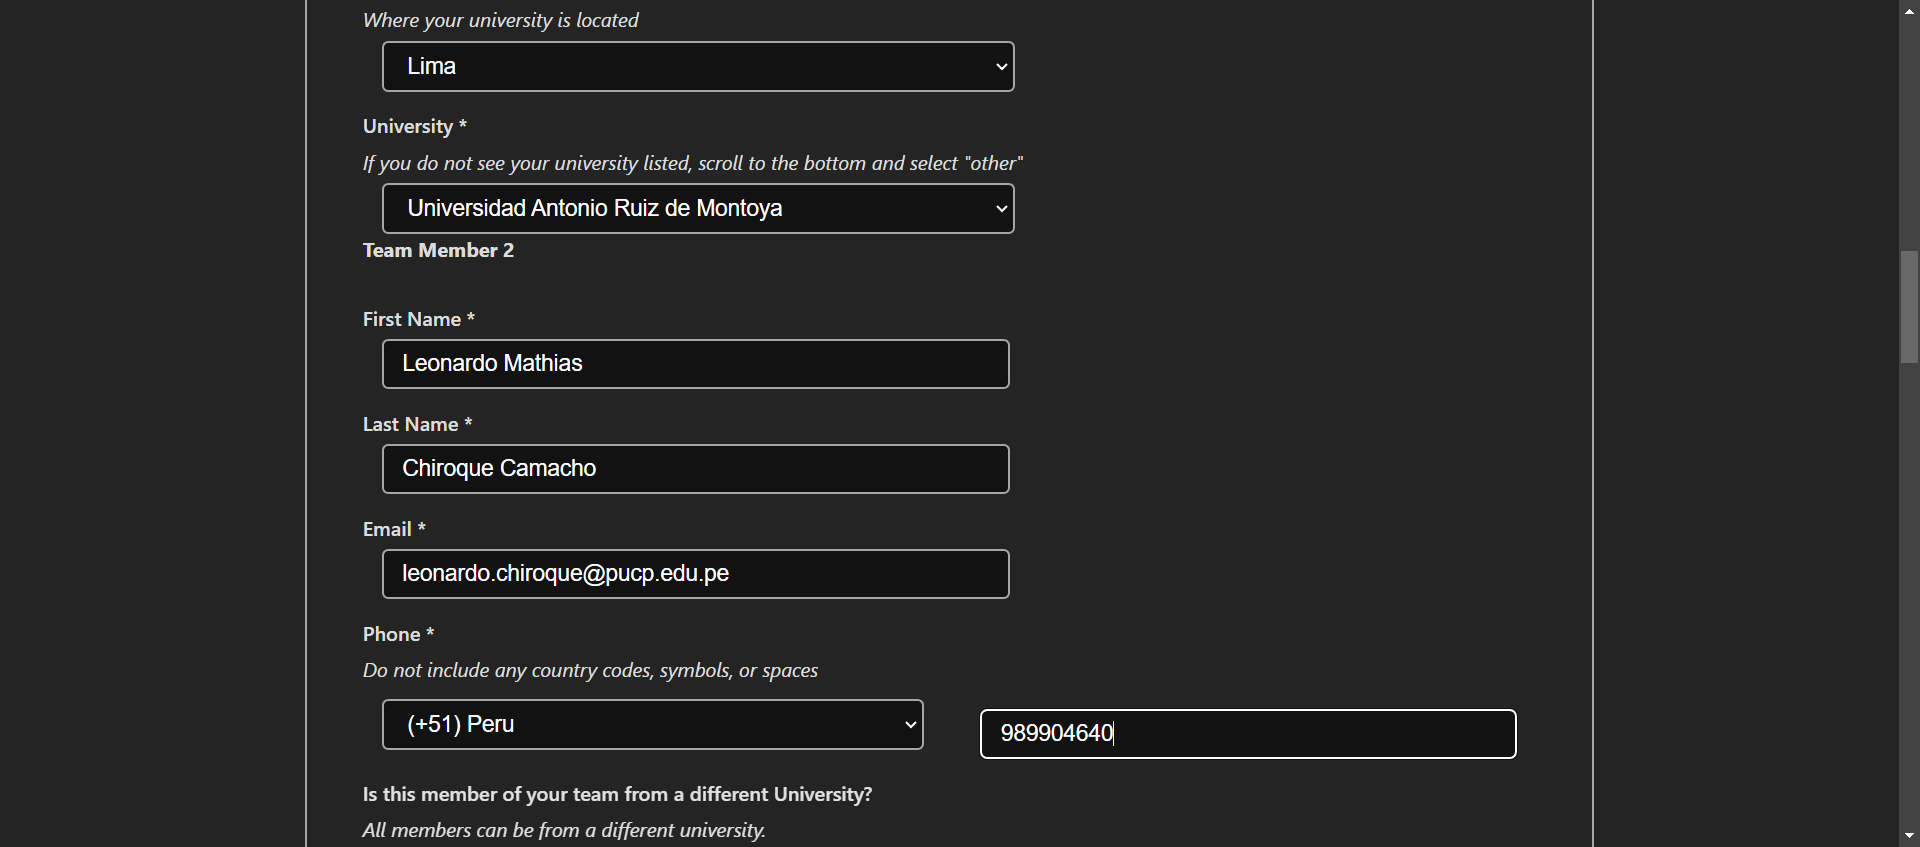 Where your university is located
Lima
University *
If you do not see your university listed, scroll to the bottom and select "other"
Universidad Antonio Ruiz de Montoya
Team Member 2
First Name *
Leonardo Mathias
Last Name *
Chiroque Camacho
Email *
leonardo.chiroque@pucp.edu.pe
Phone *
Do not include any country codes, symbols, or spaces
(+51) Peru
989904640
Is this member of your team from a different University?
All members can be from a different university.